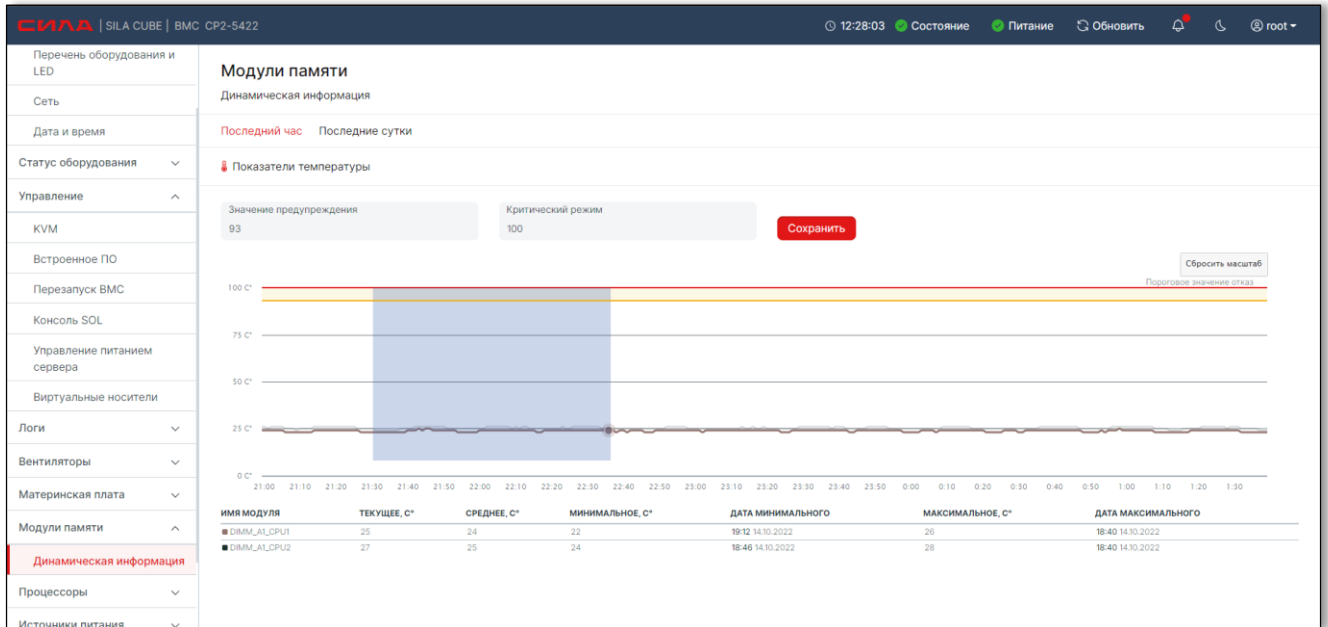 СИЛА | SILA CUBE | BMC CP2-5422
12:28:03 Состояние Питание Обновить root
Перечень оборудования и
LED
Сеть
Дата и время
Статус оборудования
Управление
KVM
Встроенное ПО
Перезапуск BMC
Консоль SOL
Управление питанием
сервера
Виртуальные носители
Логи
Вентиляторы
Материнская плата
Модули памяти
Динамическая информация
Процессоры
Источники питания
Модули памяти
Динамическая информация
Последний час Последние сутки
Показатели температуры
Значение предупреждения
93
Критический режим
100
Сохранить
Сбросить масштаб
Пороговое значение отказ
100 C°
75 C°
50 C°
25 C°
0 C°
21:00 21:10 21:20 21:30 21:40 21:50 22:00 22:10 22:20 22:30 22:40 22:50 23:00 23:10 23:20 23:30 23:40 23:50 0:00 0:10 0:20 0:30 0:40 0:50 1:00 1:10 1:20 1:30
ИМЯ МОДУЛЯ ТЕКУЩЕЕ, C° СРЕДНЕЕ, C° МИНИМАЛЬНОЕ, C° ДАТА МИНИМАЛЬНОГО МАКСИМАЛЬНОЕ, C° ДАТА МАКСИМАЛЬНОГО
DIMM_A1_CPU1 25 24 22 19:12 14.10.2022 26 18:40 14.10.2022
DIMM_A1_CPU2 27 25 24 18:46 14.10.2022 28 18:40 14.10.2022